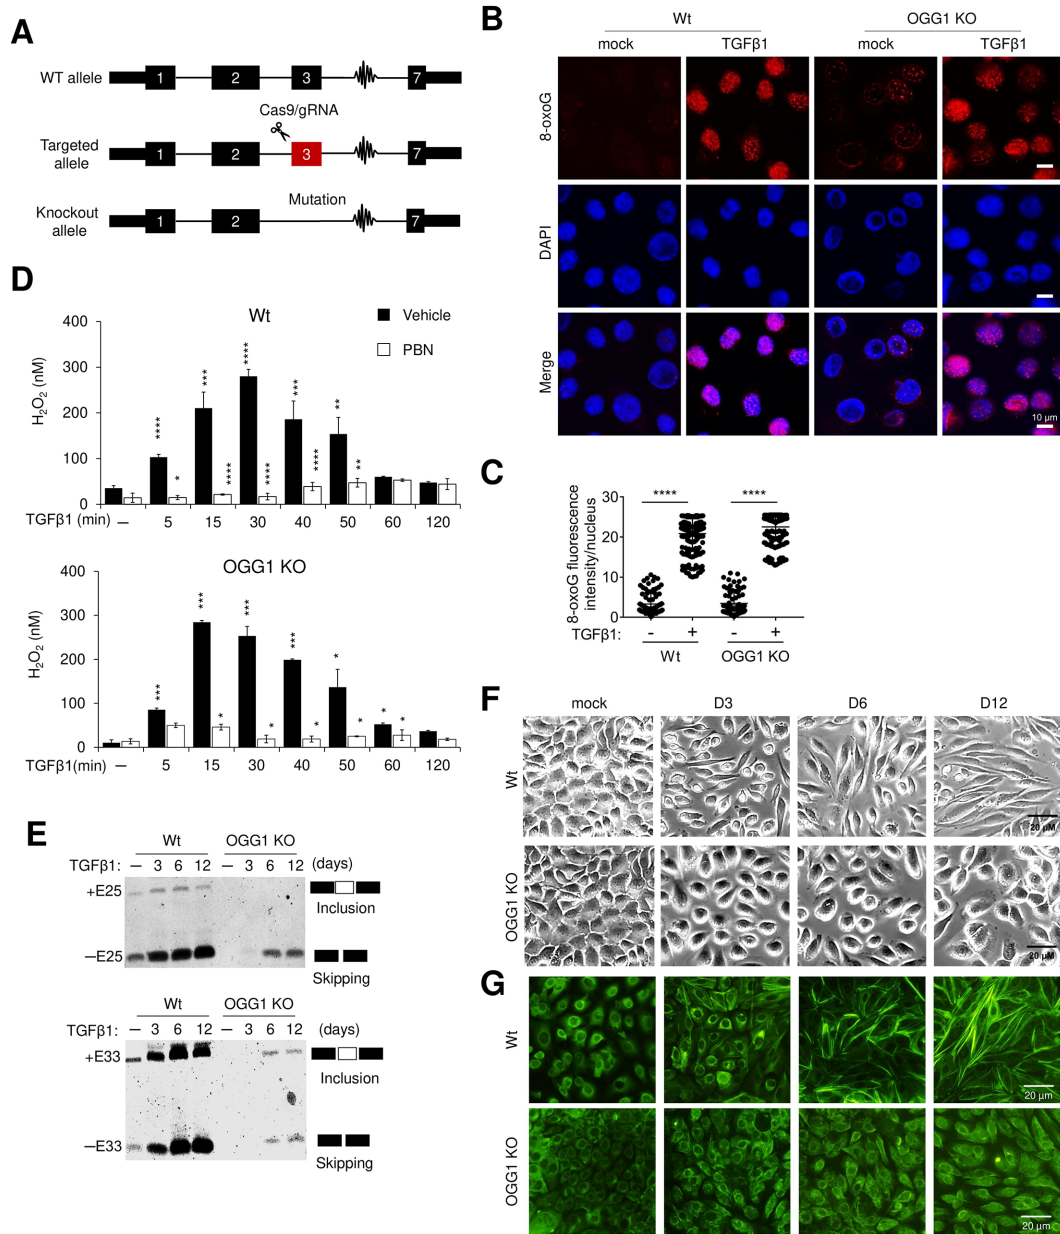 A
WT allele
1 2 3 7
Cas9/gRNA
Targeted
allele
1 2 3 7
Mutation
Knockout
allele
1 2 7
B
Wt OGG1 KO
mock TGFβ1 mock TGFβ1
8-oxoG
DAPI
Merge
10 µm
C
8-oxoG fluorescence
intensity/nucleus
30
20
10
0
**** ****
TGFβ1: - + - +
Wt OGG1 KO
D
Wt
Vehicle
PBN
H₂O₂ (nM)
400
300
200
100
0
**** * *** **** **** **** *** **** ** **
TGFβ1 (min) — 5 15 30 40 50 60 120
OGG1 KO
H₂O₂ (nM)
400
300
200
100
0
*** *** * *** * *** * * * * *
TGFβ1(min) — 5 15 30 40 50 60 120
E
Wt OGG1 KO
TGFβ1: — 3 6 12 — 3 6 12 (days)
+E25
Inclusion
—E25
Skipping
Wt OGG1 KO
TGFβ1: — 3 6 12 — 3 6 12 (days)
+E33
Inclusion
—E33
Skipping
F
mock D3 D6 D12
Wt
20 µM
OGG1 KO
20 µM
G
Wt
20 µm
OGG1 KO
20 µm